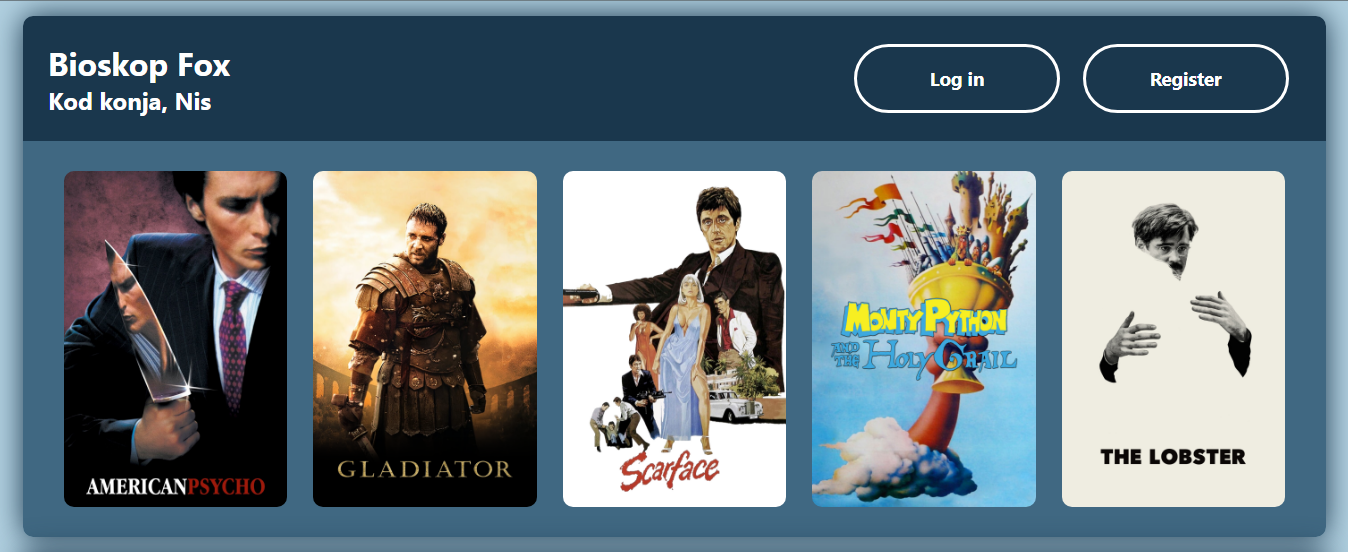 Bioskop Fox
Kod konja, Nis
Log in
Register
AMERICANPSYCHO
GLADIATOR
Scarface
MONTY PYTHON
AND THE HOLY GRAIL
THE LOBSTER